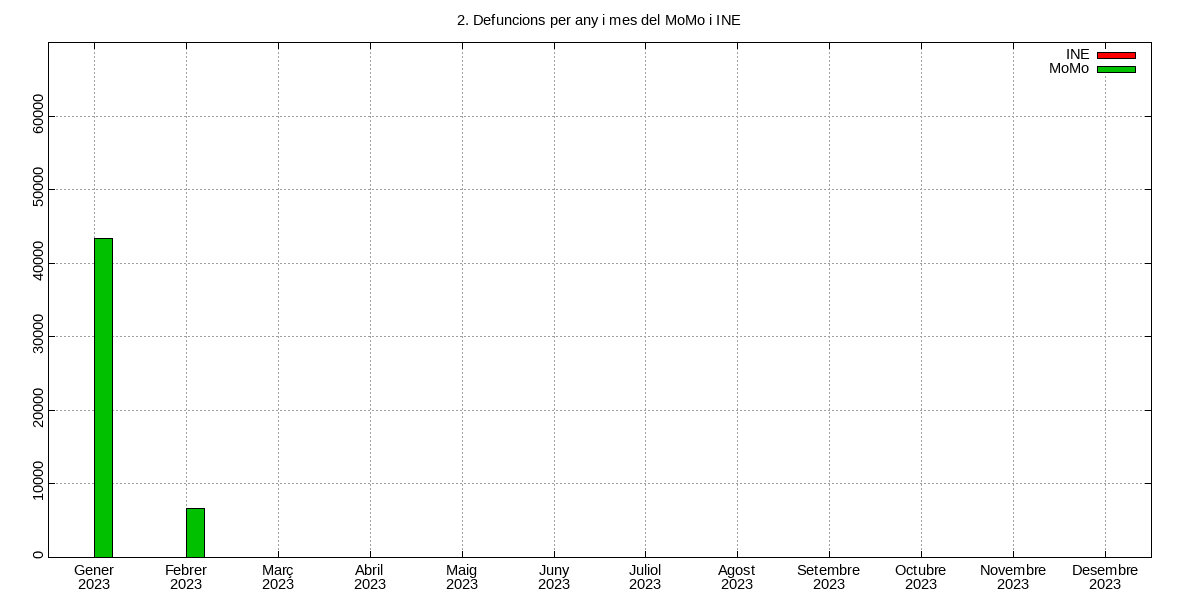 2. Defuncions per any i mes del MoMo i INE
INE
MoMo
60000
50000
40000
30000
20000
10000
0
Gener Febrer Març Abril Maig Juny Juliol Agost Setembre Octubre Novembre Desembre
2023 2023 2023 2023 2023 2023 2023 2023 2023 2023 2023 2023